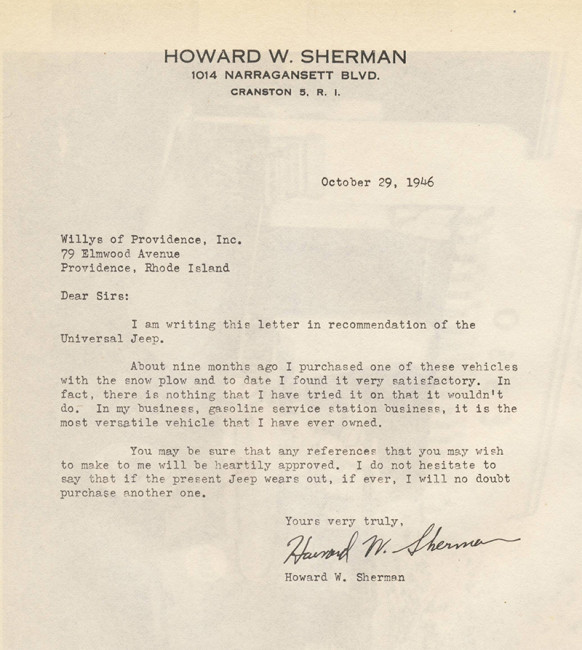 HOWARD W. SHERMAN
1014 NARRAGANSETT BLVD.
CRANSTON 5, R. I.
October 29, 1946
Willys of Providence, Inc.
79 Elmwood Avenue
Providence, Rhode Island
Dear Sirs:
I am writing this letter in recommendation of the
Universal Jeep.
About nine months ago I purchased one of these vehicles
with the snow plow and to date I found it very satisfactory. In
fact, there is nothing that I have tried it on that it wouldn't
do. In my business, gasoline service station business, it is the
most versatile vehicle that I have ever owned.
You may be sure that any references that you may wish
to make to me will be heartily approved. I do not hesitate to
say that if the present Jeep wears out, if ever, I will no doubt
purchase another one.
Yours very truly,
Howard W. Sherman
Howard W. Sherman